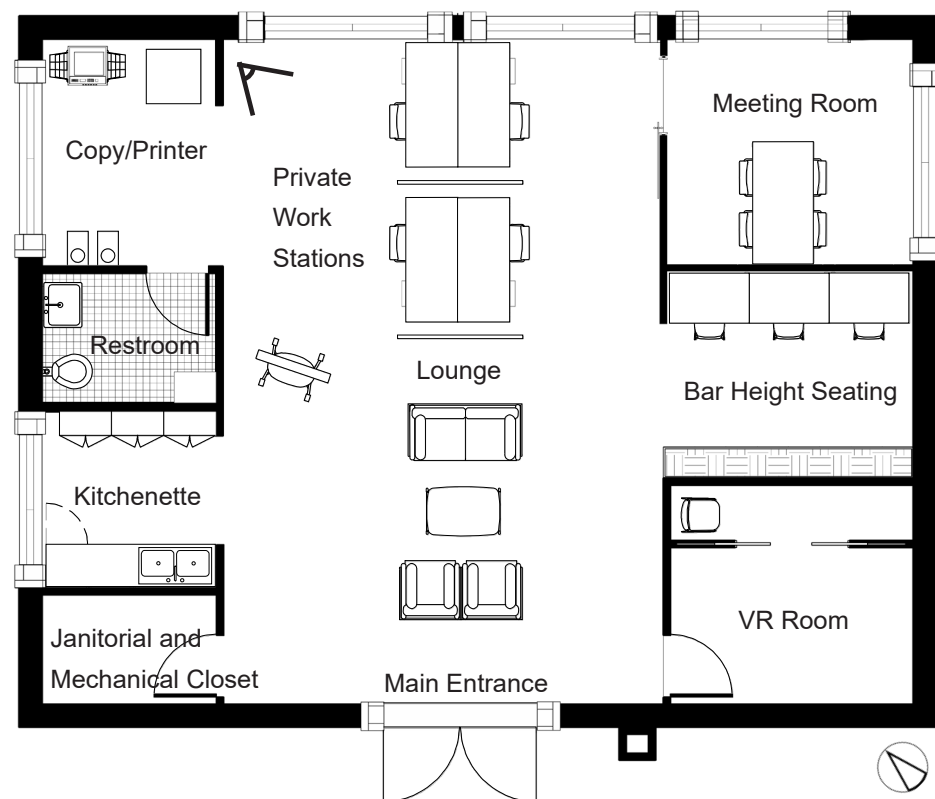 Meeting Room
Copy/Printer
Private
Work
Stations
Restroom
Lounge
Bar Height Seating
Kitchenette
VR Room
Janitorial and
Mechanical Closet
Main Entrance